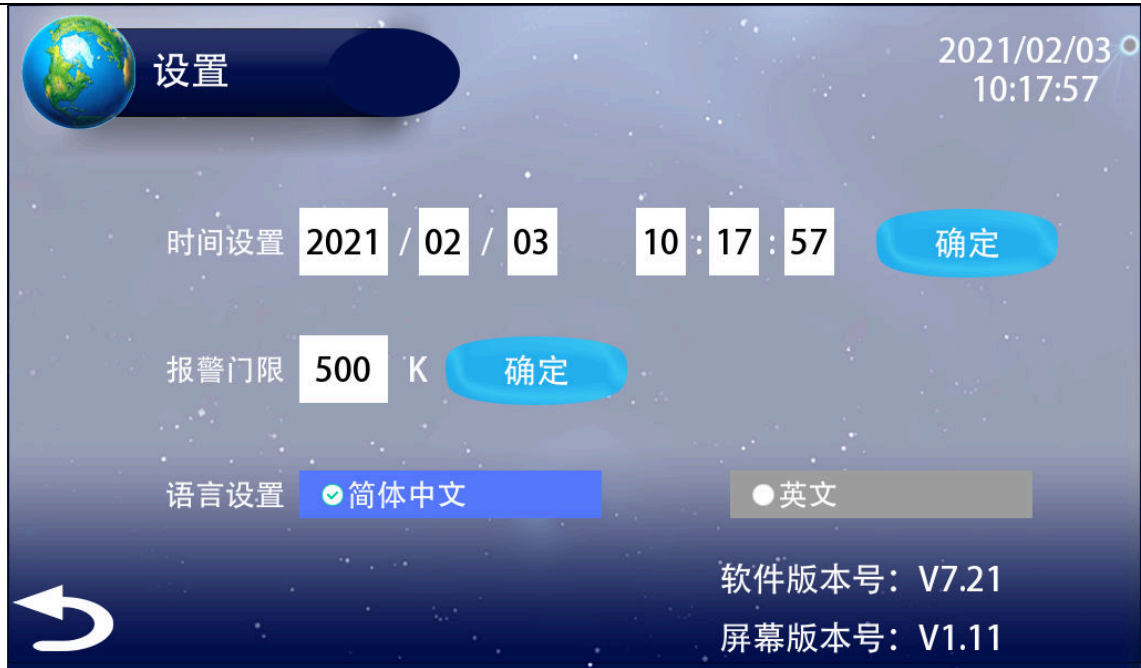 设置
2021/02/03
10:17:57
时间设置 2021 / 02 / 03 10 : 17 : 57 确定
报警门限 500 K 确定
语言设置 简体中文 英文
软件版本号：V7.21
屏幕版本号：V1.11